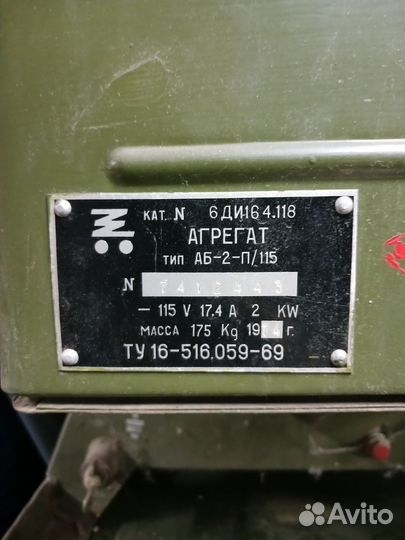 КАТ. N 6ДИ164.118
АГРЕГАТ
ТИП АБ-2-П/115
N
— 115 V 17,4 A 2 KW
МАССА 175 Kg 19 г.
ТУ 16-516.059-69
Avito